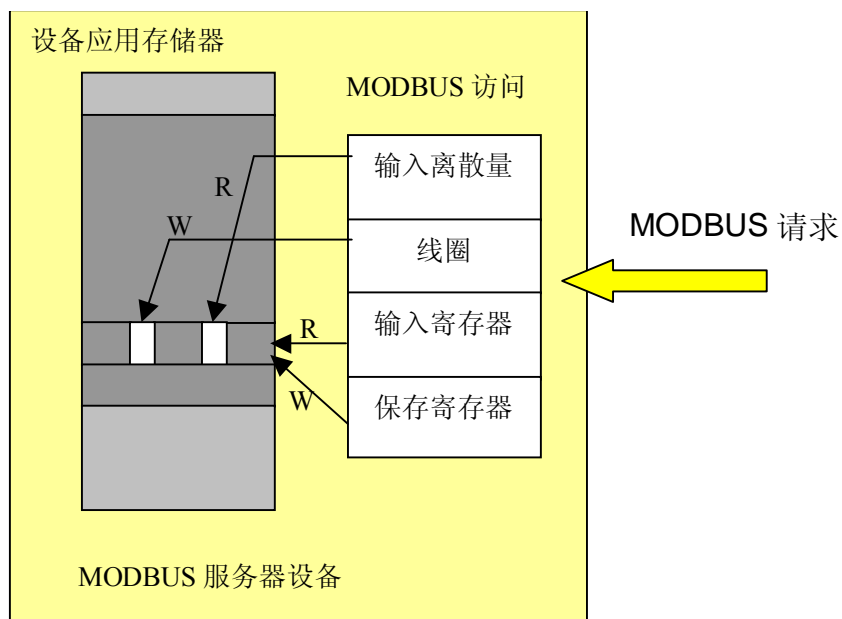 设备应用存储器
MODBUS 访问
输入离散量
R
MODBUS 请求
W
线圈
输入寄存器
R
保存寄存器
W
MODBUS 服务器设备